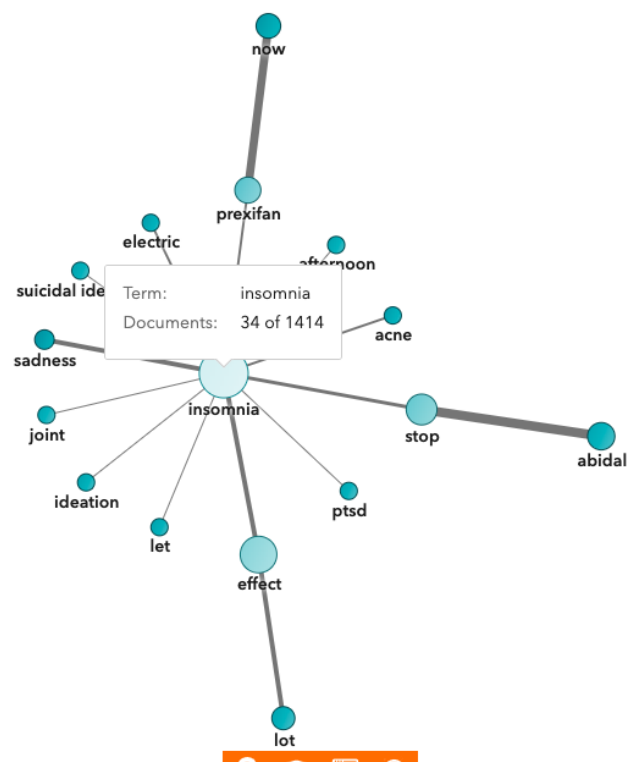 now
prexifan
electric
afternoon
suicidal ide
Term: insomnia
Documents: 34 of 1414
acne
sadness
insomnia
joint
stop
abidal
ideation
ptsd
let
effect
lot